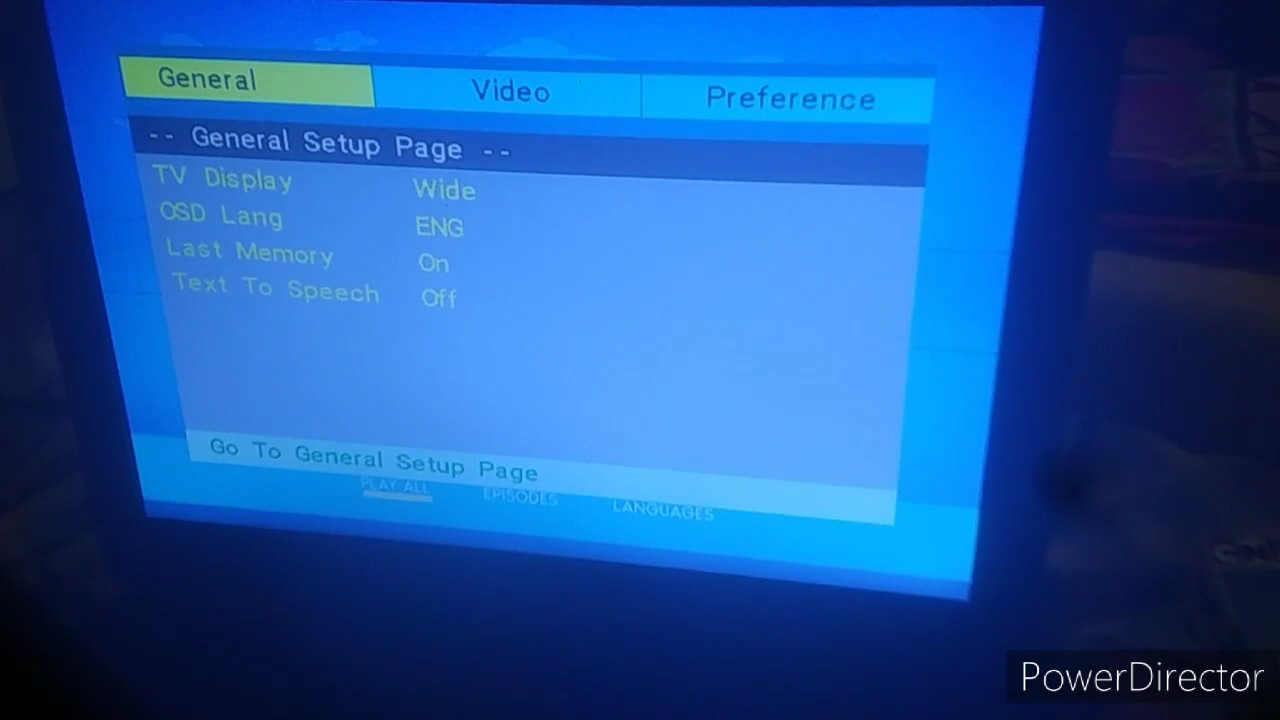 General Video Preference
-- General Setup Page --
TV Display Wide
OSD Lang ENG
Last Memory On
Text To Speech Off
Go To General Setup Page
PLAY ALL EPISODES LANGUAGES
PowerDirector